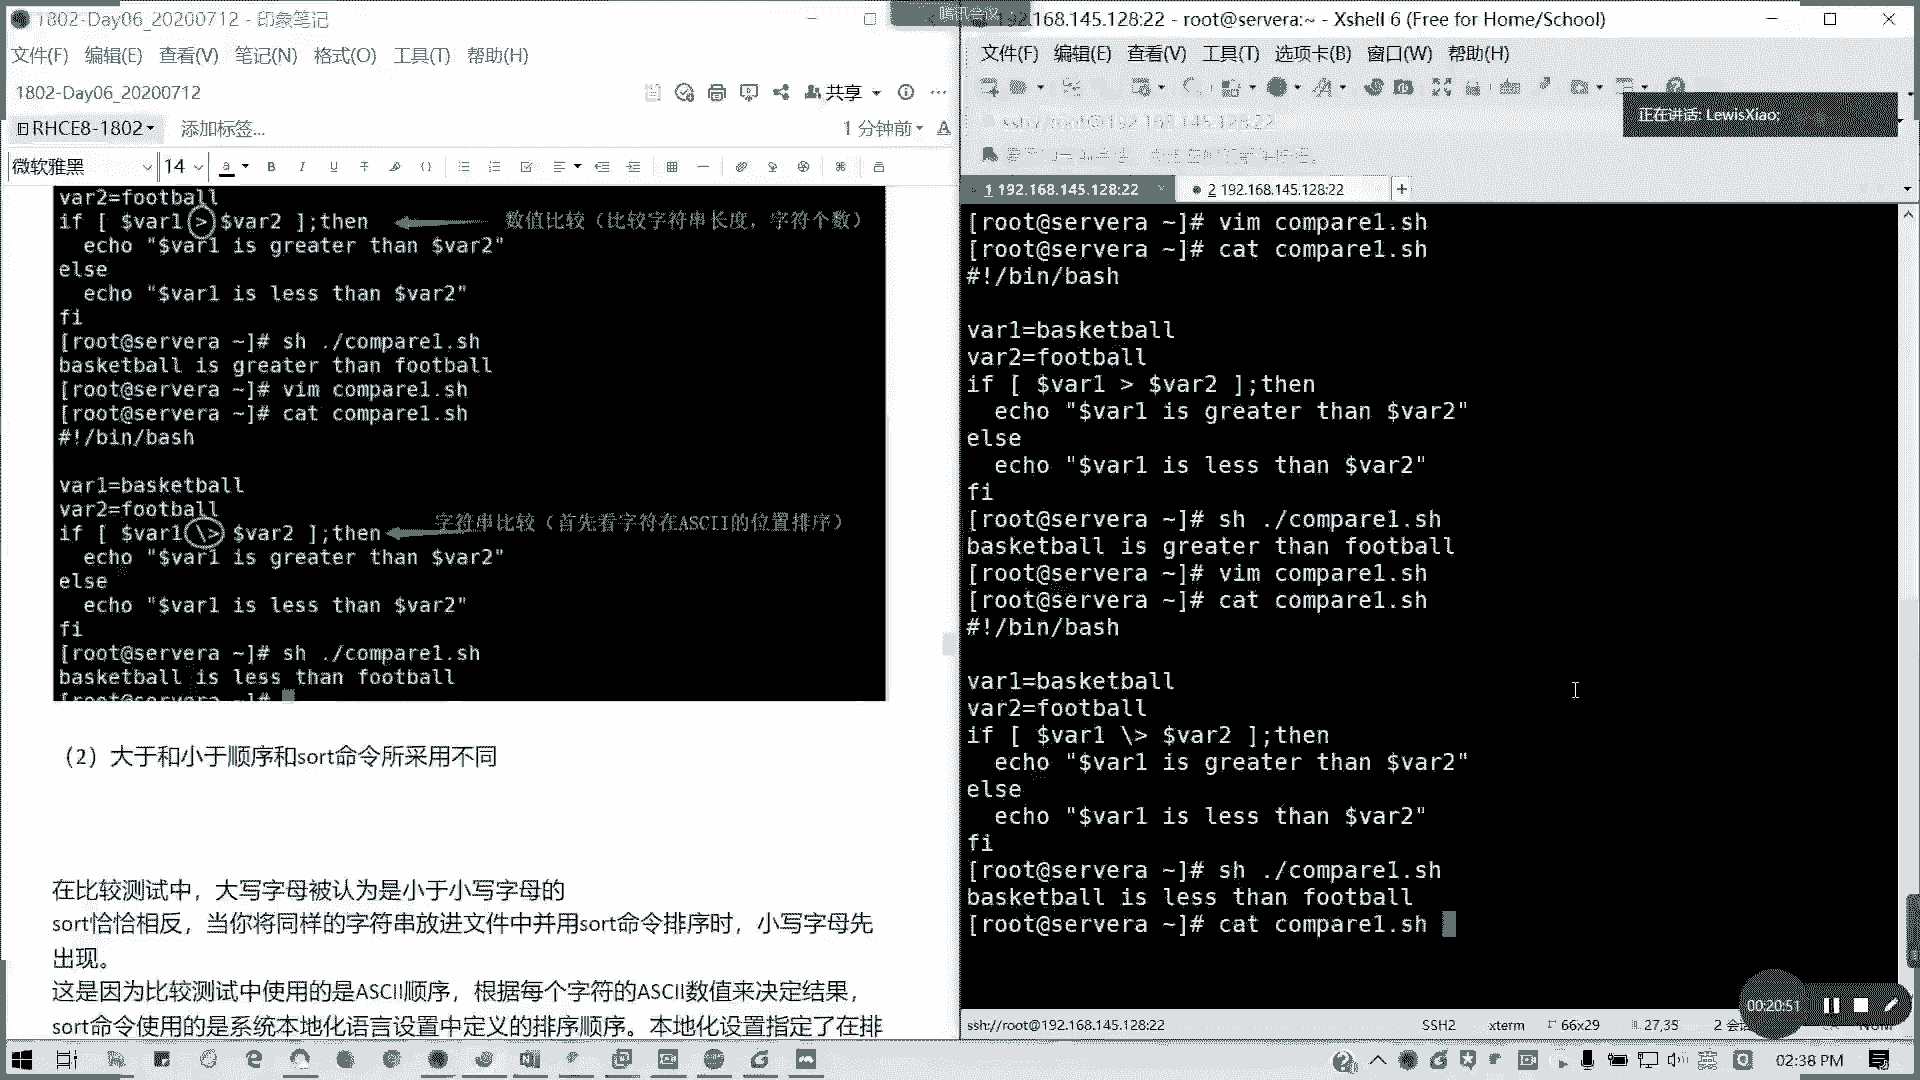 1802-Day06_20200712 - 印象笔记
文件(F) 编辑(E) 查看(V) 笔记(N) 格式(O) 工具(T) 帮助(H)
1802-Day06_20200712
共享
RHCE8-1802 添加标签...
1 分钟前
微软雅黑 14
var2=football
if [ $var1 > $var2 ];then
数值比较（比较字符串长度，字符个数）
echo "$var1 is greater than $var2"
else
echo "$var1 is less than $var2"
fi
[root@servera ~]# sh ./compare1.sh
basketball is greater than football
[root@servera ~]# vim compare1.sh
[root@servera ~]# cat compare1.sh
#!/bin/bash
var1=basketball
var2=football
字符串比较（首先看字符在ASCII的位置排序）
if [ $var1 \> $var2 ];then
echo "$var1 is greater than $var2"
else
echo "$var1 is less than $var2"
fi
[root@servera ~]# sh ./compare1.sh
basketball is less than football
[root@servera ~]#
（2）大于和小于顺序和sort命令所采用不同
在比较测试中，大写字母被认为是小于小写字母的
sort恰恰相反，当你将同样的字符串放进文件中并用sort命令排序时，小写字母先
出现。
这是因为比较测试中使用的是ASCII顺序，根据每个字符的ASCII数值来决定结果，
sort命令使用的是系统本地化语言设置中定义的排序顺序。本地化设置指定了在排
腾讯会议
192.168.145.128:22 - root@servera:~ - Xshell 6 (Free for Home/School)
文件(F) 编辑(E) 查看(V) 工具(T) 选项卡(B) 窗口(W) 帮助(H)
ssh://root@192.168.145.128:22
正在讲话: LewisXiao;
1 192.168.145.128:22
2 192.168.145.128:22
[root@servera ~]# vim compare1.sh
[root@servera ~]# cat compare1.sh
#!/bin/bash
var1=basketball
var2=football
if [ $var1 > $var2 ];then
echo "$var1 is greater than $var2"
else
echo "$var1 is less than $var2"
fi
[root@servera ~]# sh ./compare1.sh
basketball is greater than football
[root@servera ~]# vim compare1.sh
[root@servera ~]# cat compare1.sh
#!/bin/bash
var1=basketball
var2=football
if [ $var1 \> $var2 ];then
echo "$var1 is greater than $var2"
else
echo "$var1 is less than $var2"
fi
[root@servera ~]# sh ./compare1.sh
basketball is less than football
[root@servera ~]# cat compare1.sh
00:20:51
ssh://root@192.168.145.128:22 SSH2 xterm 66x29 27,35 2 NUM
英
02:38 PM